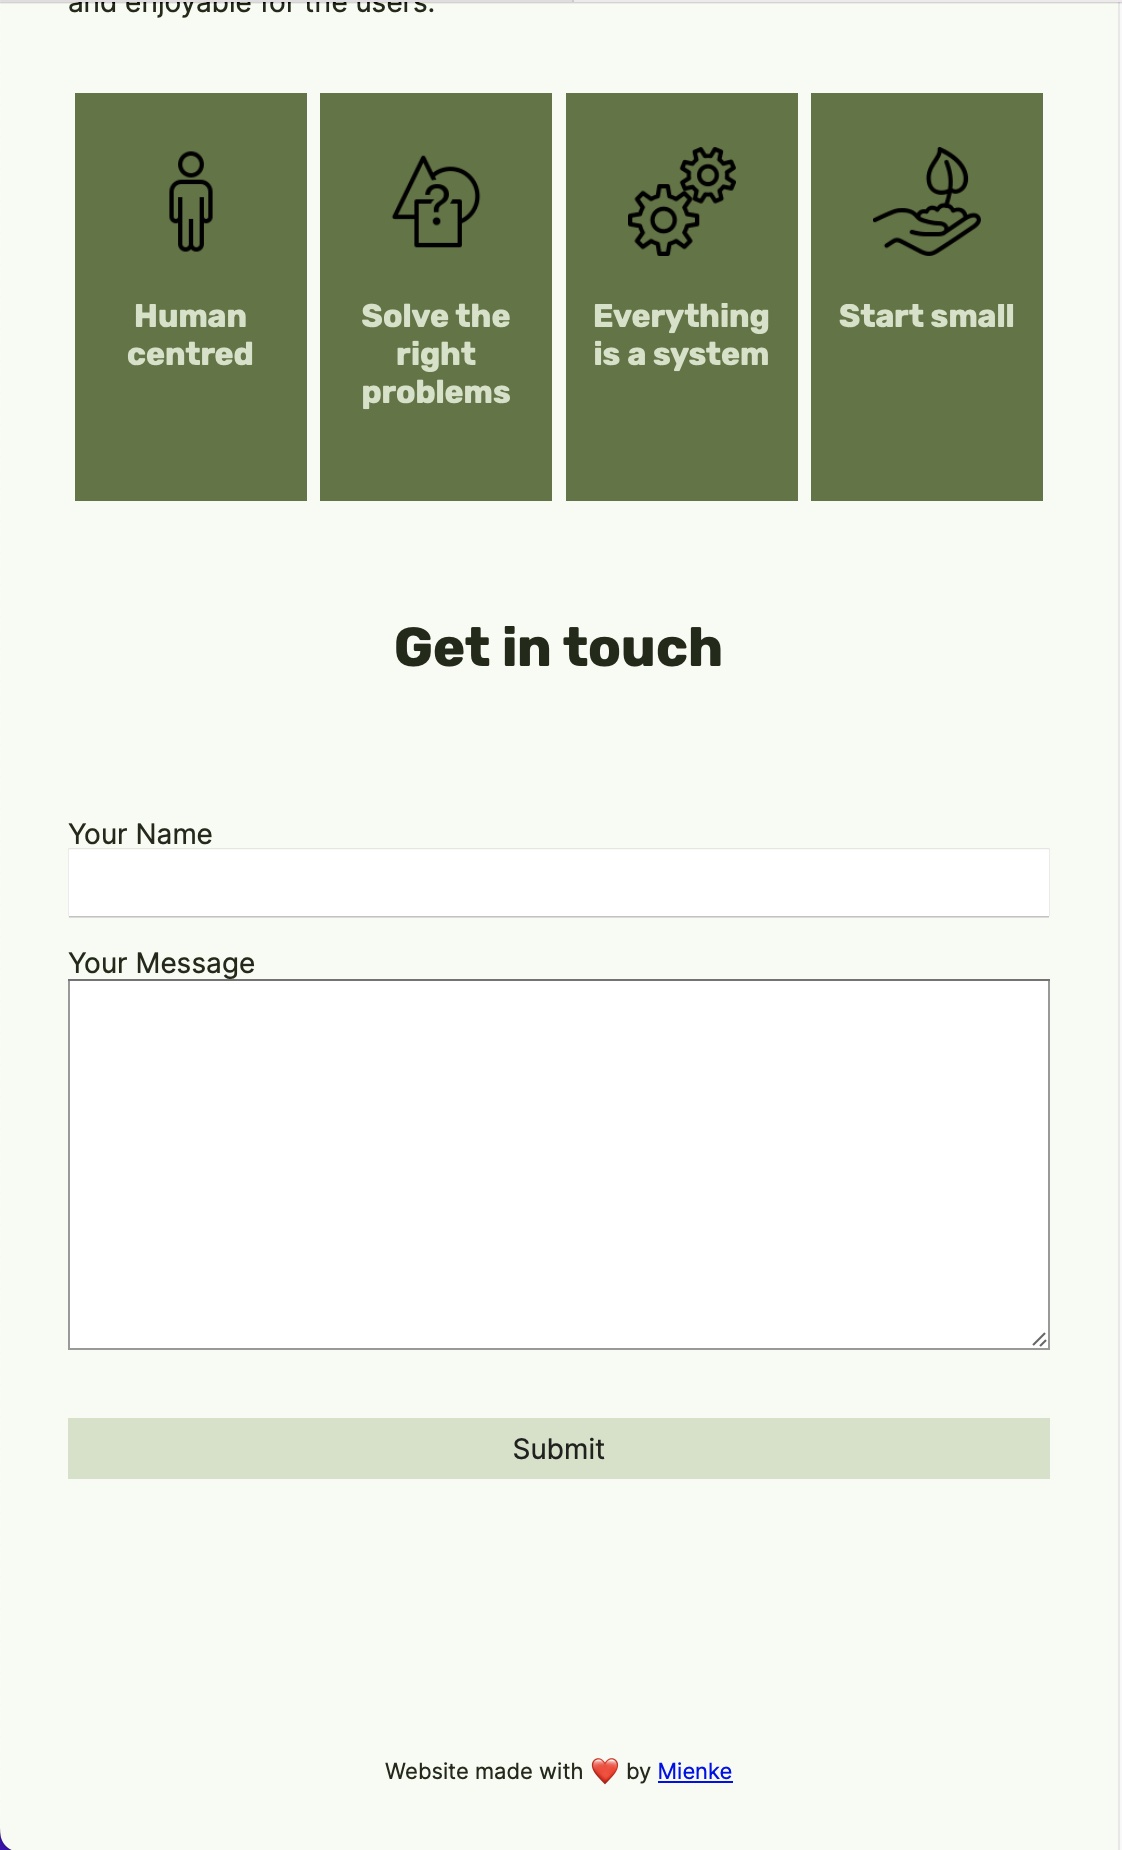 and enjoyable for the users.
Human
centred
?
Solve the
right
problems
Everything
is a system
Start small
Get in touch
Your Name
Your Message
Submit
Website made with ❤️ by Mienke